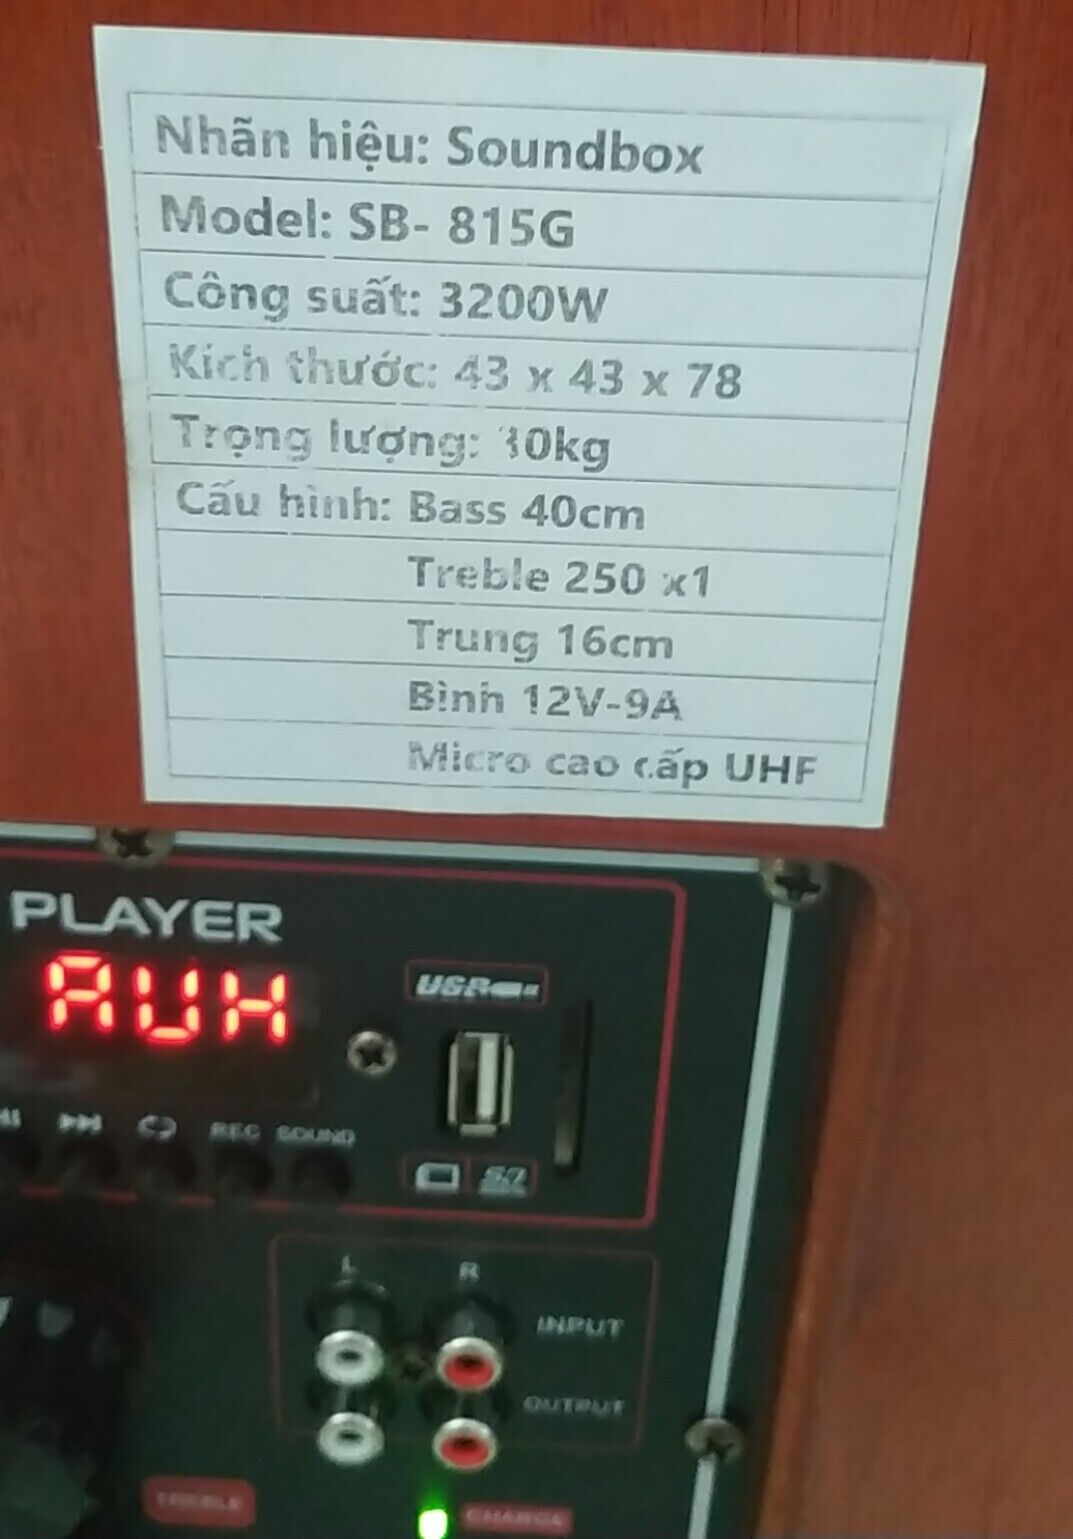 Nhãn hiệu: Soundbox
Model: SB- 815G
Công suất: 3200W
Kích thước: 43 x 43 x 78
Trọng lượng: 30kg
Cấu hình: Bass 40cm
Treble 250 x1
Trung 16cm
Bình 12V-9A
Micro cao cấp UHF
PLAYER
AUX
USB
REC SOUND
L R
INPUT
OUTPUT
TREBLE
CHARGE